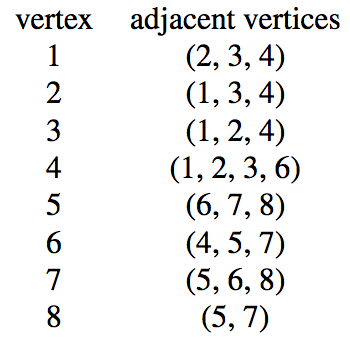 vertex adjacent vertices
1 (2, 3, 4)
2 (1, 3, 4)
3 (1, 2, 4)
4 (1, 2, 3, 6)
5 (6, 7, 8)
6 (4, 5, 7)
7 (5, 6, 8)
8 (5, 7)